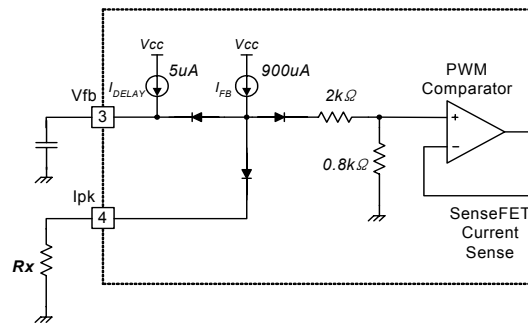 Vcc
Vcc
5uA
900uA
I_DELAY
I_FB
Vfb
3
2kΩ
PWM
Comparator
+
−
0.8kΩ
Ipk
4
SenseFET
Current
Sense
Rx